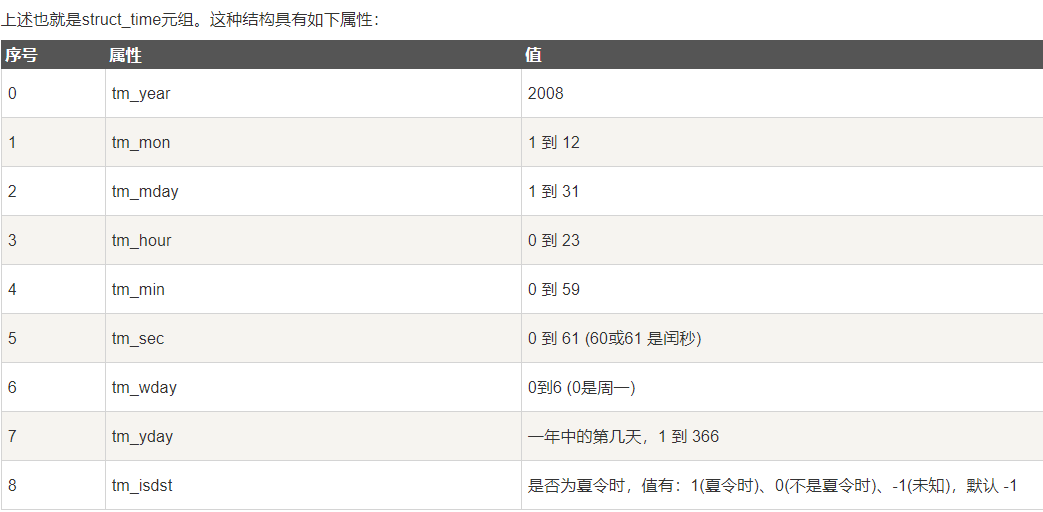 上述也就是struct_time元组。这种结构具有如下属性：
序号 属性 值
0 tm_year 2008
1 tm_mon 1 到 12
2 tm_mday 1 到 31
3 tm_hour 0 到 23
4 tm_min 0 到 59
5 tm_sec 0 到 61 (60或61 是闰秒)
6 tm_wday 0到6 (0是周一)
7 tm_yday 一年中的第几天，1 到 366
8 tm_isdst 是否为夏令时，值有：1(夏令时)、0(不是夏令时)、-1(未知)，默认 -1